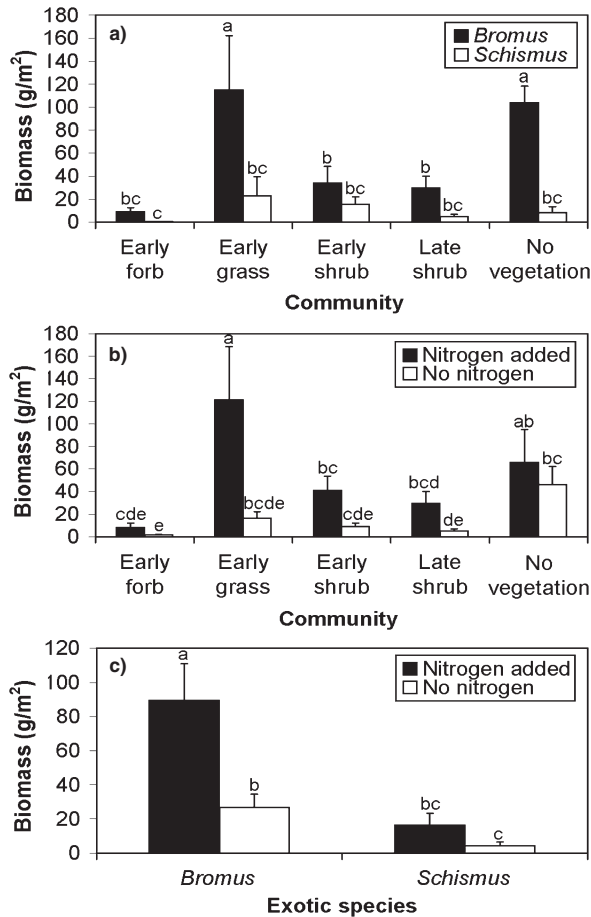 a)
Bromus
Schismus
Biomass (g/m²)
180
160
140
120
100
80
60
40
20
0
bc c a bc b bc b bc a bc
Early Early Early Late No
forb grass shrub shrub vegetation
Community
b)
Nitrogen added
No nitrogen
Biomass (g/m²)
180
160
140
120
100
80
60
40
20
0
cde e a bcde bc cde bcd de ab bc
Early Early Early Late No
forb grass shrub shrub vegetation
Community
c)
Nitrogen added
No nitrogen
Biomass (g/m²)
120
100
80
60
40
20
0
a b bc c
Bromus Schismus
Exotic species